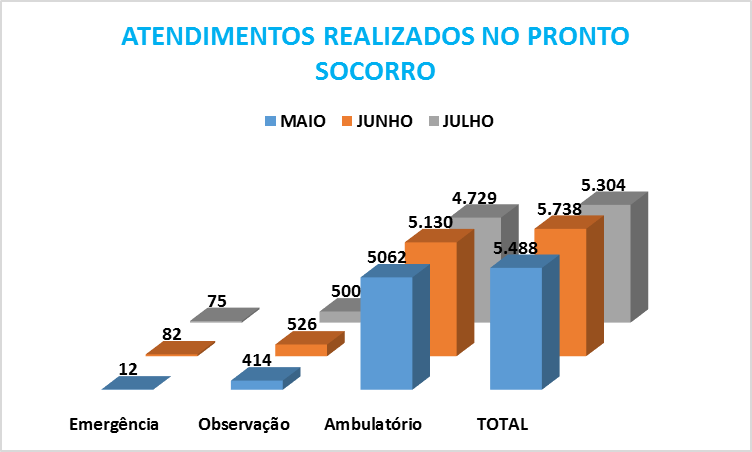 ATENDIMENTOS REALIZADOS NO PRONTO
SOCORRO
MAIO JUNHO JULHO
4.729 5.304
5.130 5.738
5062 5.488
75 500
82 526
12 414
Emergência Observação Ambulatório TOTAL